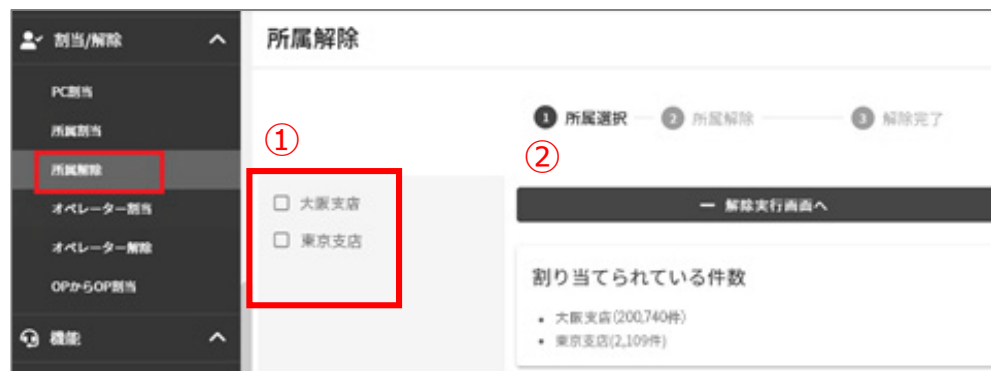 割当/解除
PC割当
所属割当
所属解除
オペレーター割当
オペレーター解除
OPからOP割当
機能
所属解除
1 所属選択 2 所属解除 3 解除完了
①
②
大阪支店
東京支店
ー 解除実行画面へ
割り当てられている件数
• 大阪支店(200,740件)
• 東京支店(2,109件)